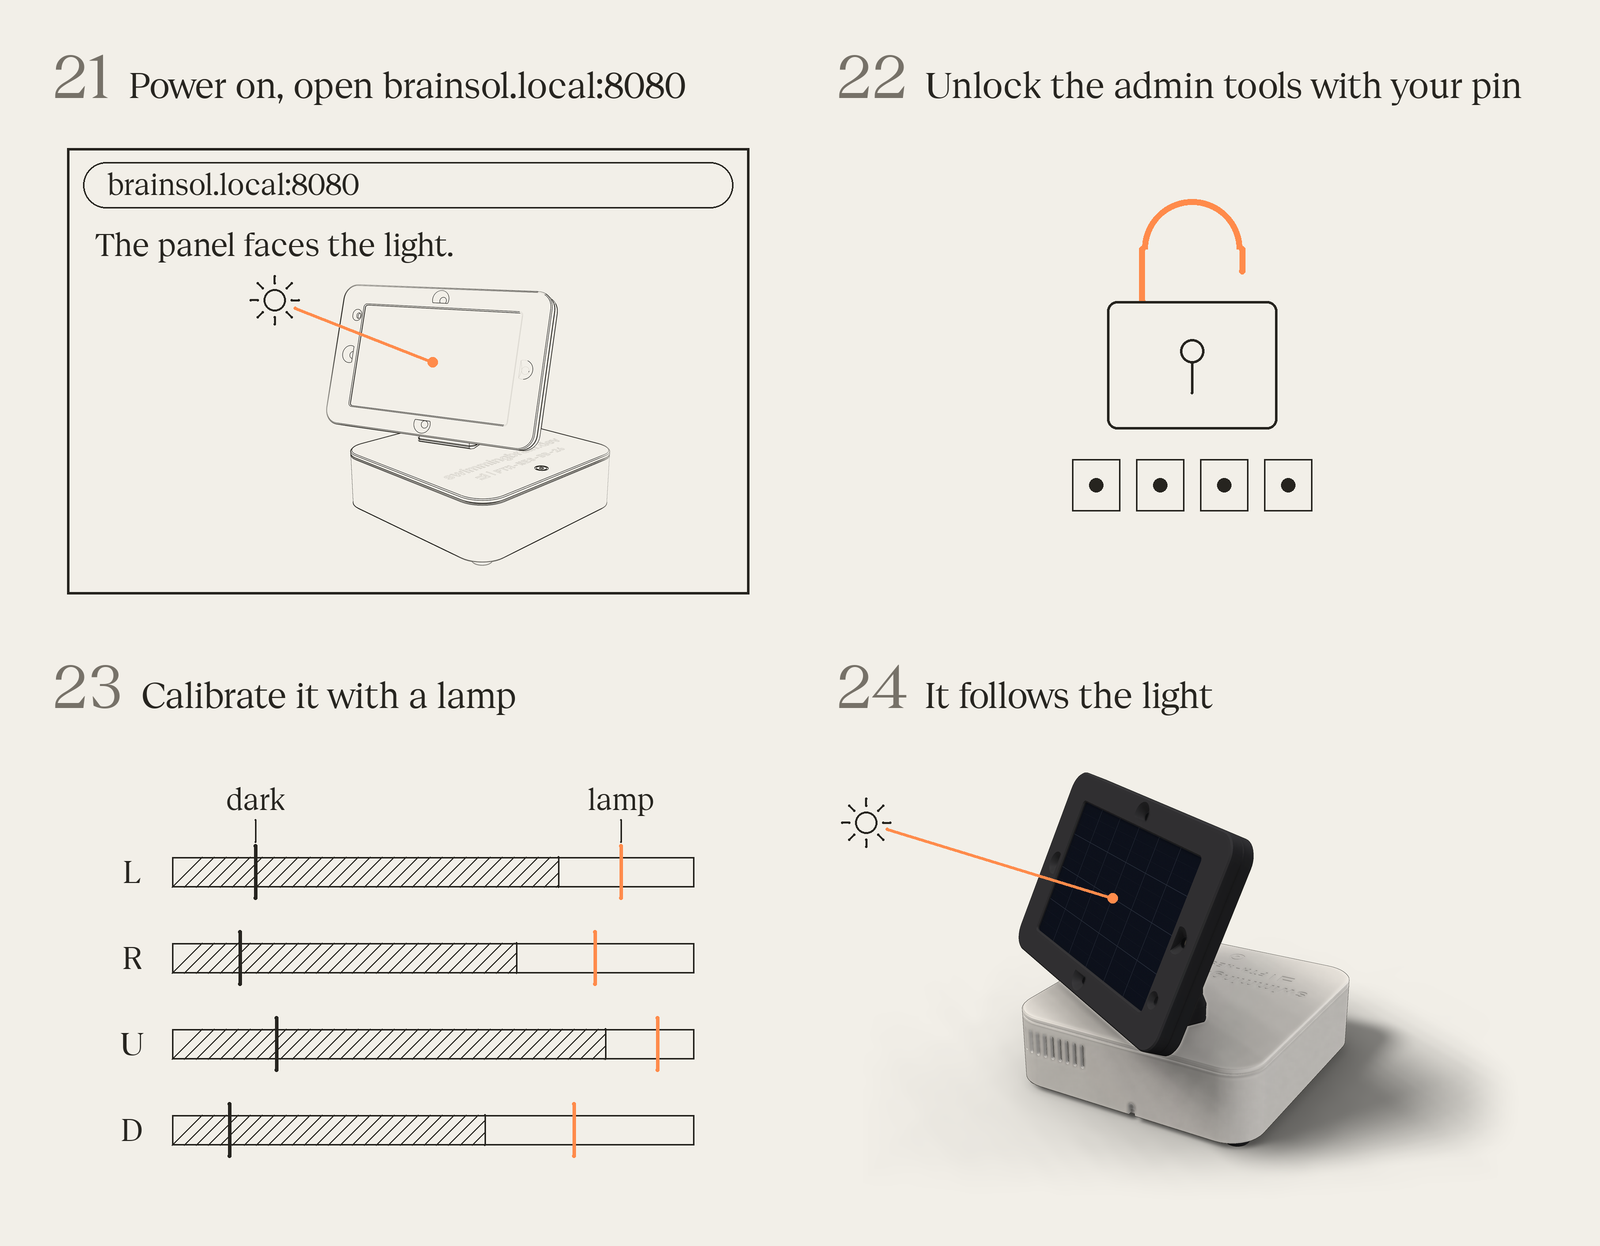 21 Power on, open brainsol.local:8080
brainsol.local:8080
The panel faces the light.
22 Unlock the admin tools with your pin
23 Calibrate it with a lamp
dark lamp
L
R
U
D
24 It follows the light